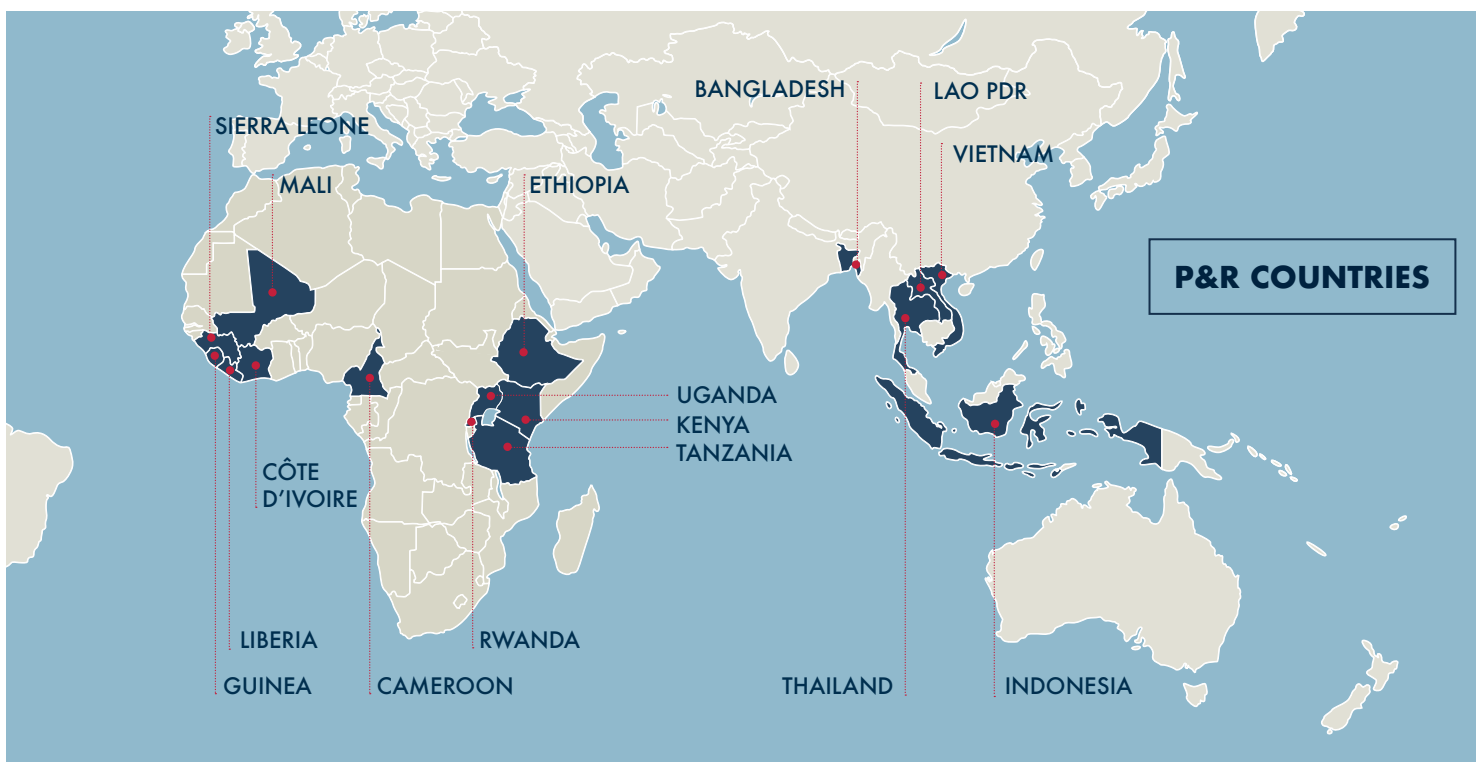 BANGLADESH
LAO PDR
SIERRA LEONE
VIETNAM
MALI
ETHIOPIA
P&R COUNTRIES
UGANDA
KENYA
TANZANIA
CÔTE
D’IVOIRE
LIBERIA
RWANDA
GUINEA
CAMEROON
THAILAND
INDONESIA